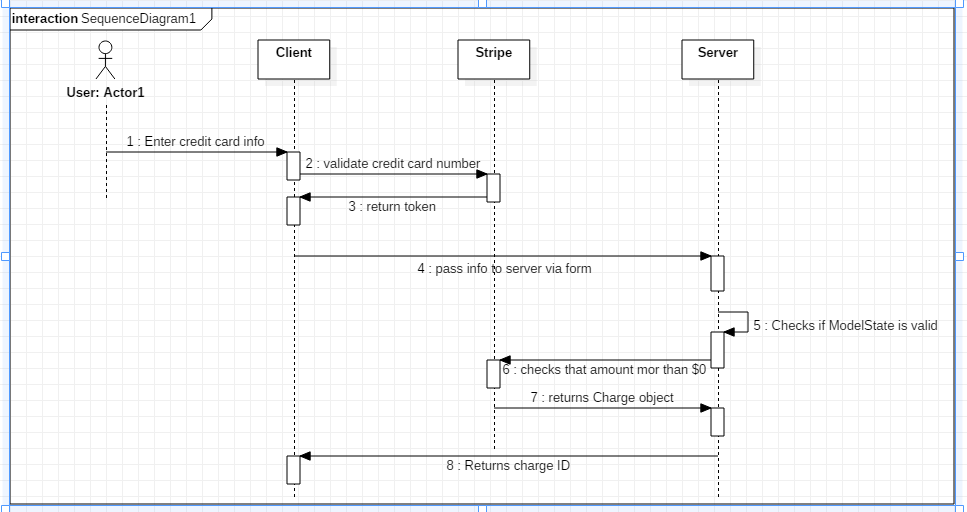 interaction SequenceDiagram1
Client
Stripe
Server
User: Actor1
1 : Enter credit card info
2 : validate credit card number
3 : return token
4 : pass info to server via form
5 : Checks if ModelState is valid
6 : checks that amount mor than $0
7 : returns Charge object
8 : Returns charge ID